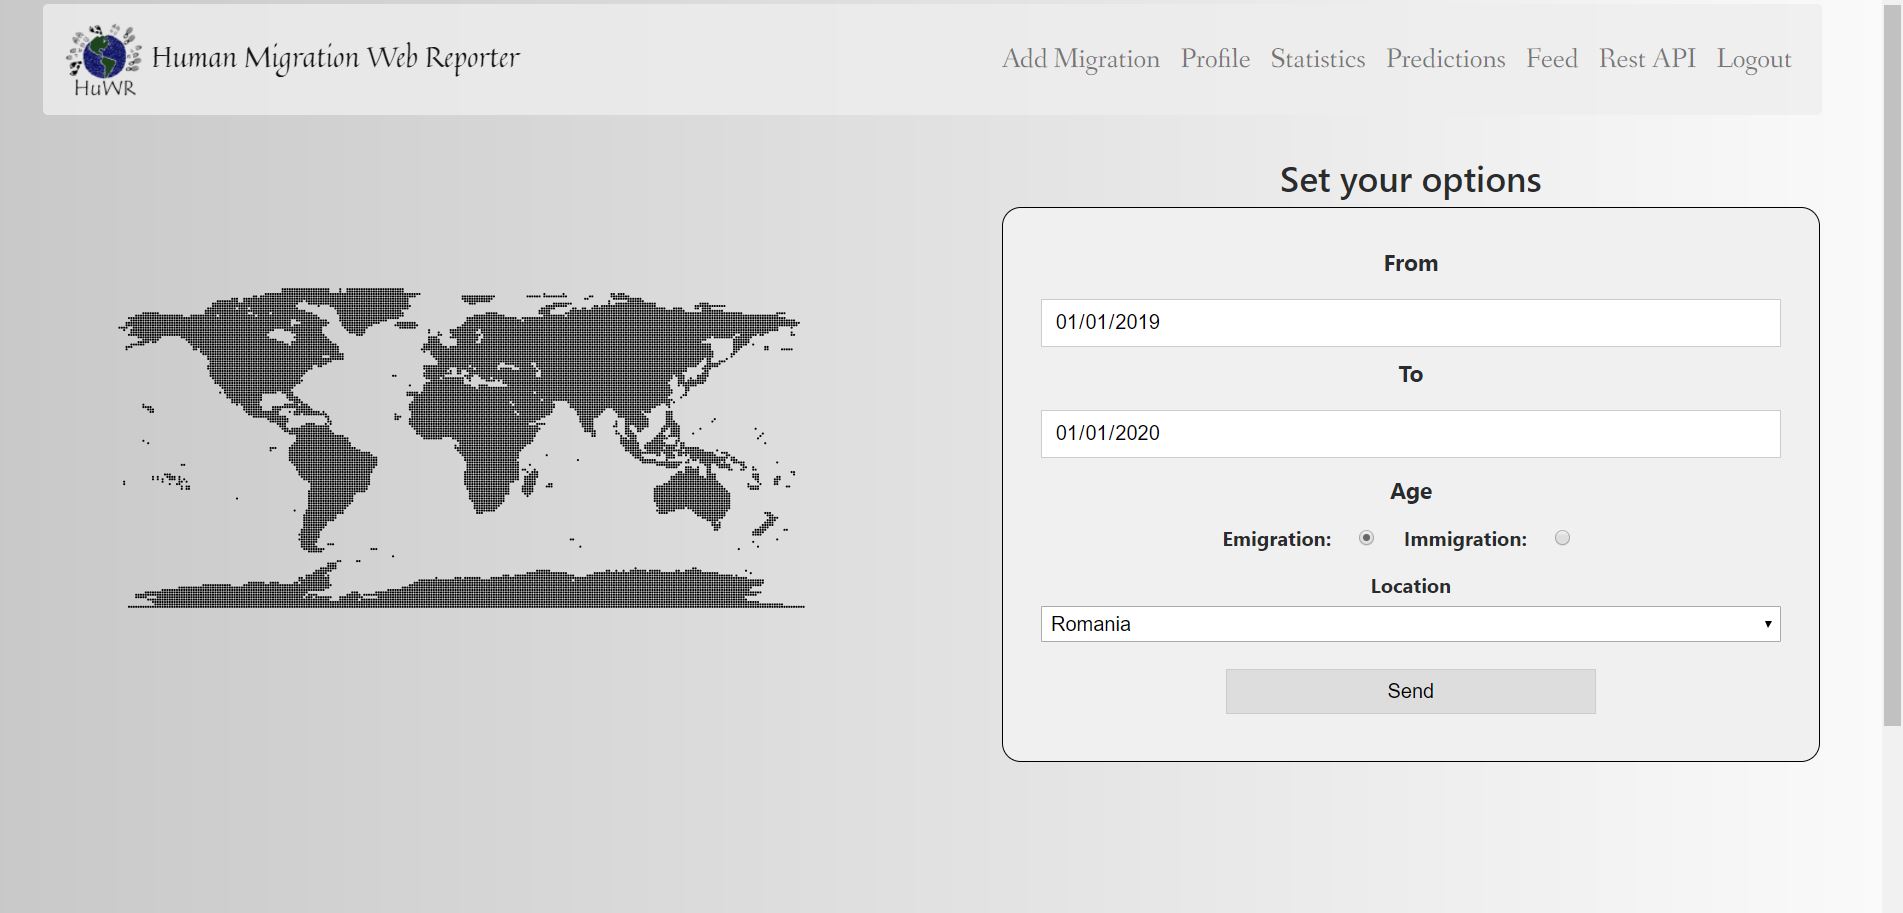 HuWR
Human Migration Web Reporter
Add Migration Profile Statistics Predictions Feed Rest API Logout
Set your options
From
01/01/2019
To
01/01/2020
Age
Emigration: Immigration:
Location
Romania
Send